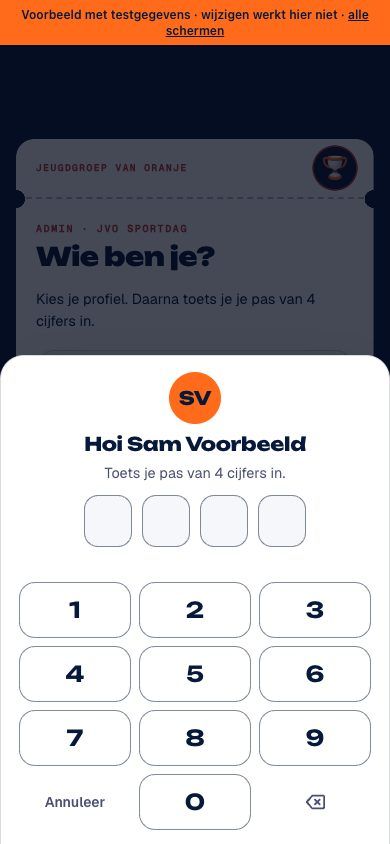 Voorbeeld met testgegevens · wijzigen werkt hier niet · alle
schermen
JEUGDGROEP VAN ORANJE
ADMIN · JVO SPORTDAG
Wie ben je?
Kies je profiel. Daarna toets je je pas van 4
cijfers in.
SV
Hoi Sam Voorbeeld
Toets je pas van 4 cijfers in.
1 2 3
4 5 6
7 8 9
Annuleer 0